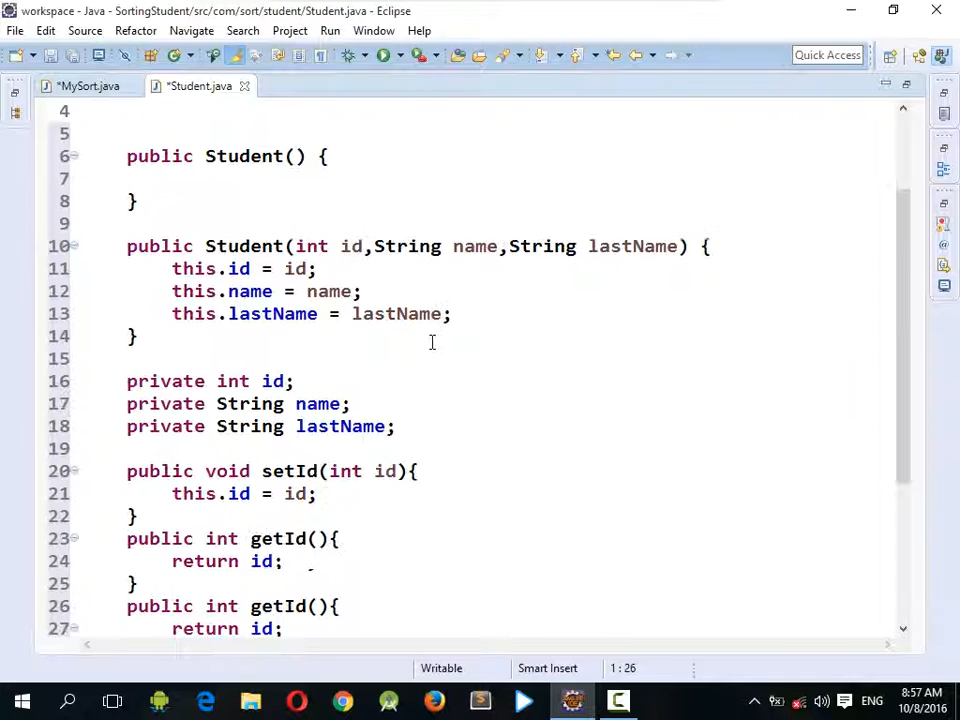 workspace - Java - SortingStudent/src/com/sort/student/Student.java - Eclipse
File Edit Source Refactor Navigate Search Project Run Window Help
Quick Access
*MySort.java *Student.java
4
5
6 public Student() {
7
8 }
9
10 public Student(int id,String name,String lastName) {
11 this.id = id;
12 this.name = name;
13 this.lastName = lastName;
14 }
15
16 private int id;
17 private String name;
18 private String lastName;
19
20 public void setId(int id){
21 this.id = id;
22 }
23 public int getId(){
24 return id;
25 }
26 public int getId(){
27 return id;
Writable Smart Insert 1 : 26
ENG
8:57 AM
10/8/2016